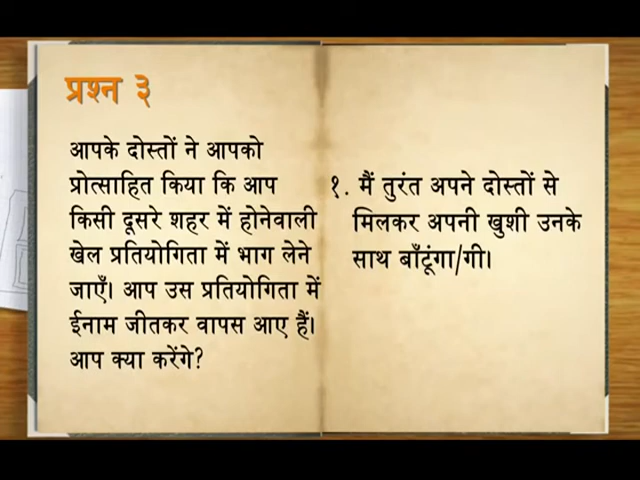 प्रश्न ३
आपके दोस्तों ने आपको
प्रोत्साहित किया कि आप
किसी दूसरे शहर में होनेवाली
खेल प्रतियोगिता में भाग लेने
जाएँ। आप उस प्रतियोगिता में
ईनाम जीतकर वापस आए हैं।
आप क्या करेंगे?
१. मैं तुरंत अपने दोस्तों से
मिलकर अपनी खुशी उनके
साथ बाँटूंगा/गी।